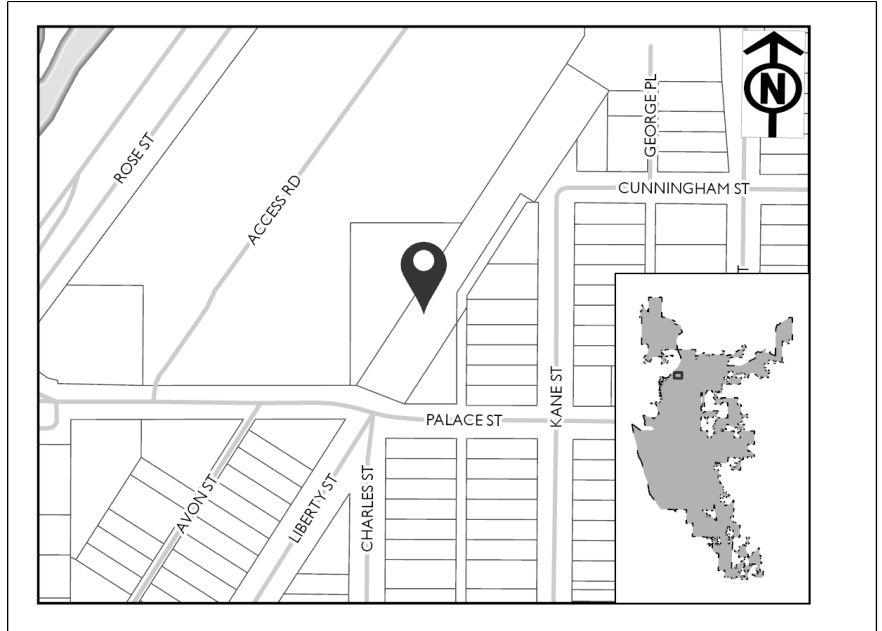 N
GEORGE PL
ROSE ST
CUNNINGHAM ST
ACCESS RD
T
KANE ST
PALACE ST
AVON ST
LIBERTY ST
CHARLES ST